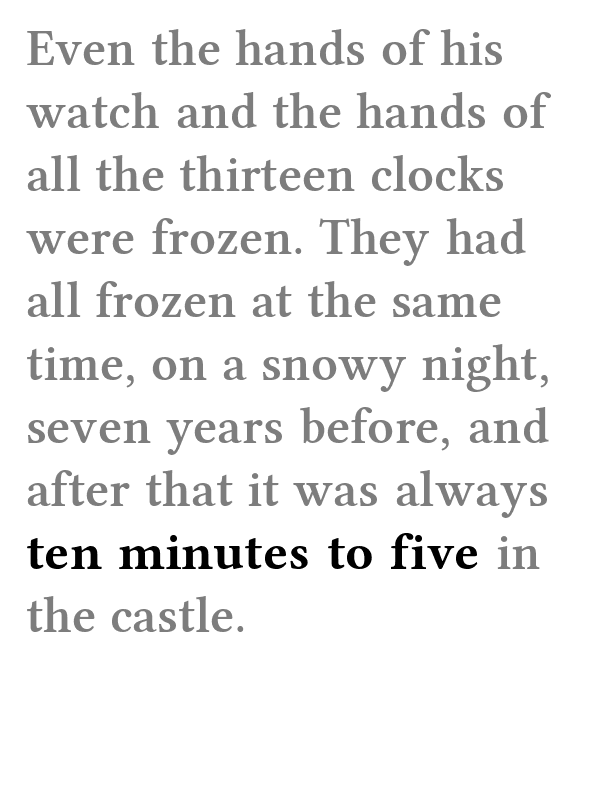 Even the hands of his
watch and the hands of
all the thirteen clocks
were frozen. They had
all frozen at the same
time, on a snowy night,
seven years before, and
after that it was always
ten minutes to five in
the castle.